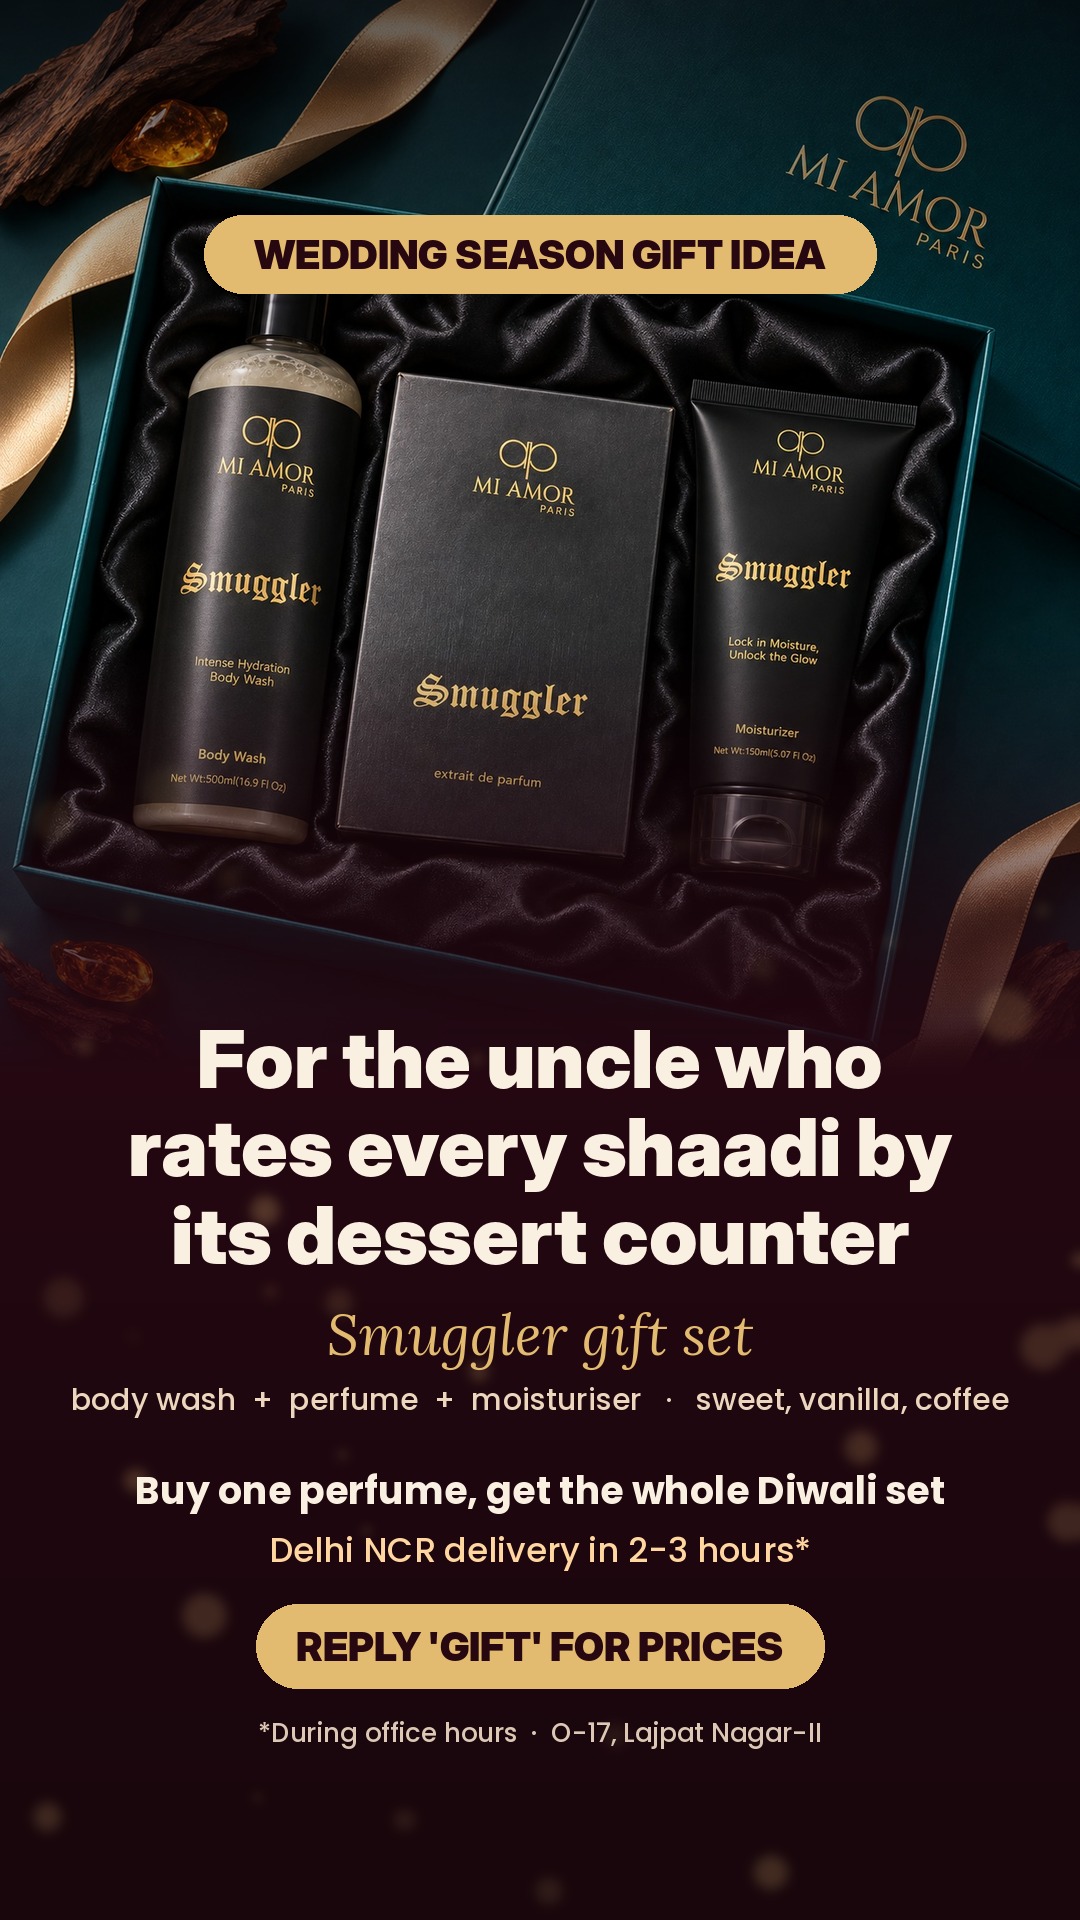 MI AMOR
PARIS
WEDDING SEASON GIFT IDEA
MI AMOR
PARIS
Smuggler
Intense Hydration
Body Wash
Body Wash
Net Wt:500ml(16.9 Fl Oz)
MI AMOR
PARIS
Smuggler
extrait de parfum
MI AMOR
PARIS
Smuggler
Lock in Moisture,
Unlock the Glow
Moisturizer
Net Wt:150ml(5.07 Fl Oz)
For the uncle who
rates every shaadi by
its dessert counter
Smuggler gift set
body wash + perfume + moisturiser · sweet, vanilla, coffee
Buy one perfume, get the whole Diwali set
Delhi NCR delivery in 2-3 hours*
REPLY 'GIFT' FOR PRICES
*During office hours · O-17, Lajpat Nagar-II